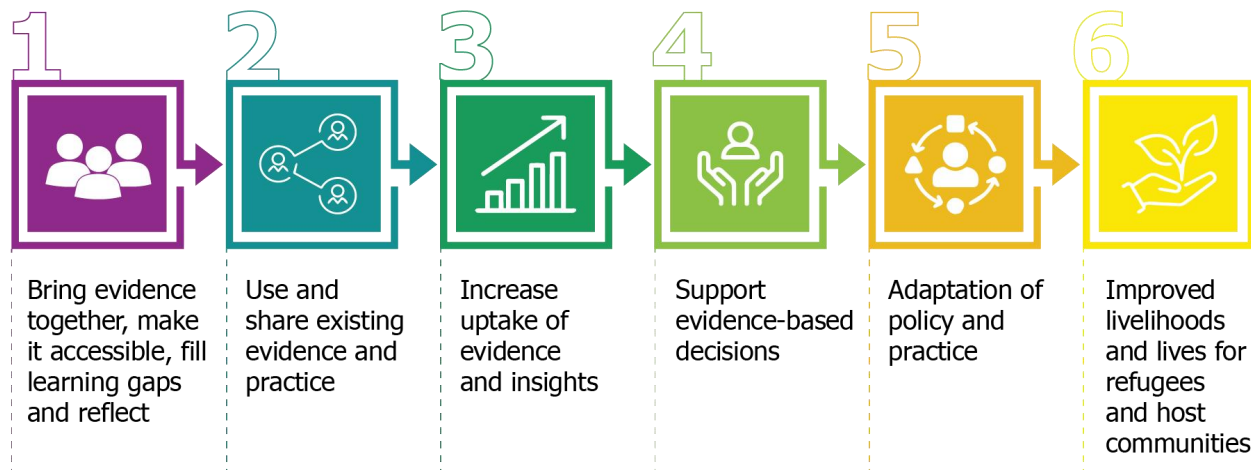 1
Bring evidence
together, make
it accessible, fill
learning gaps
and reflect
2
Use and
share existing
evidence and
practice
3
Increase
uptake of
evidence
and insights
4
Support
evidence-based
decisions
5
Adaptation of
policy and
practice
6
Improved
livelihoods
and lives for
refugees
and host
communities